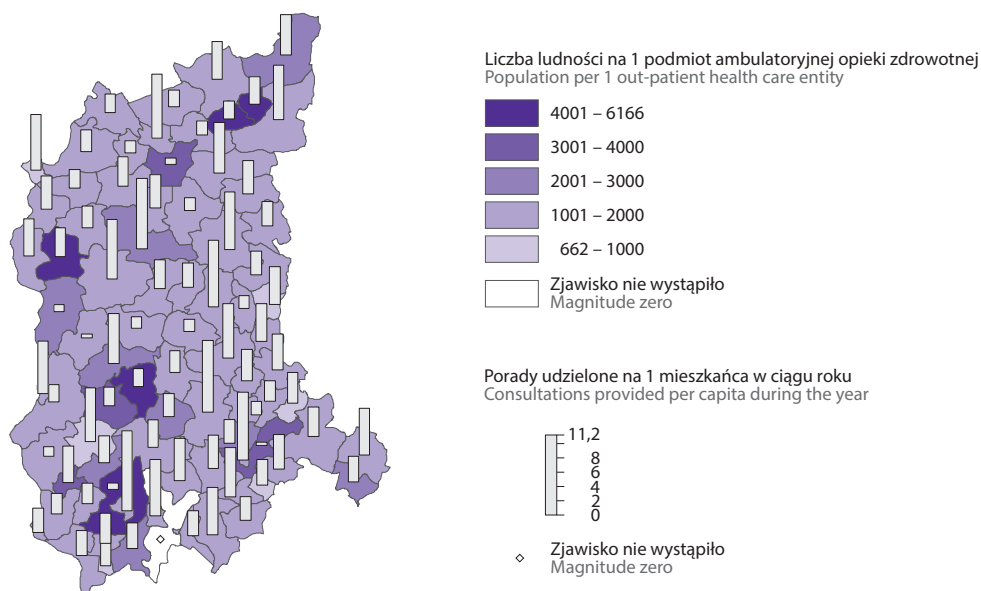 Liczba ludności na 1 podmiot ambulatoryjnej opieki zdrowotnej
Population per 1 out-patient health care entity
4001 – 6166
3001 – 4000
2001 – 3000
1001 – 2000
662 – 1000
Zjawisko nie wystąpiło
Magnitude zero
Porady udzielone na 1 mieszkańca w ciągu roku
Consultations provided per capita during the year
11,2
8
6
4
2
0
Zjawisko nie wystąpiło
Magnitude zero